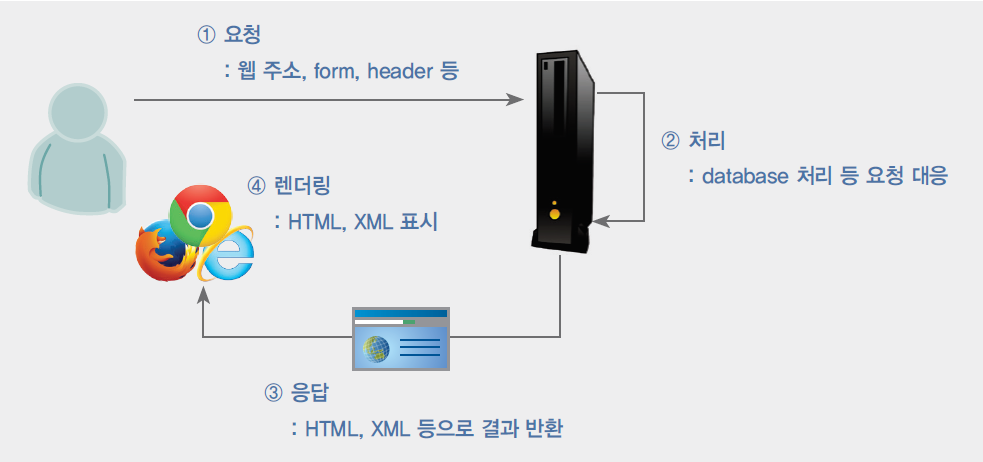 ① 요청
: 웹 주소, form, header 등
② 처리
: database 처리 등 요청 대응
④ 렌더링
: HTML, XML 표시
③ 응답
: HTML, XML 등으로 결과 반환